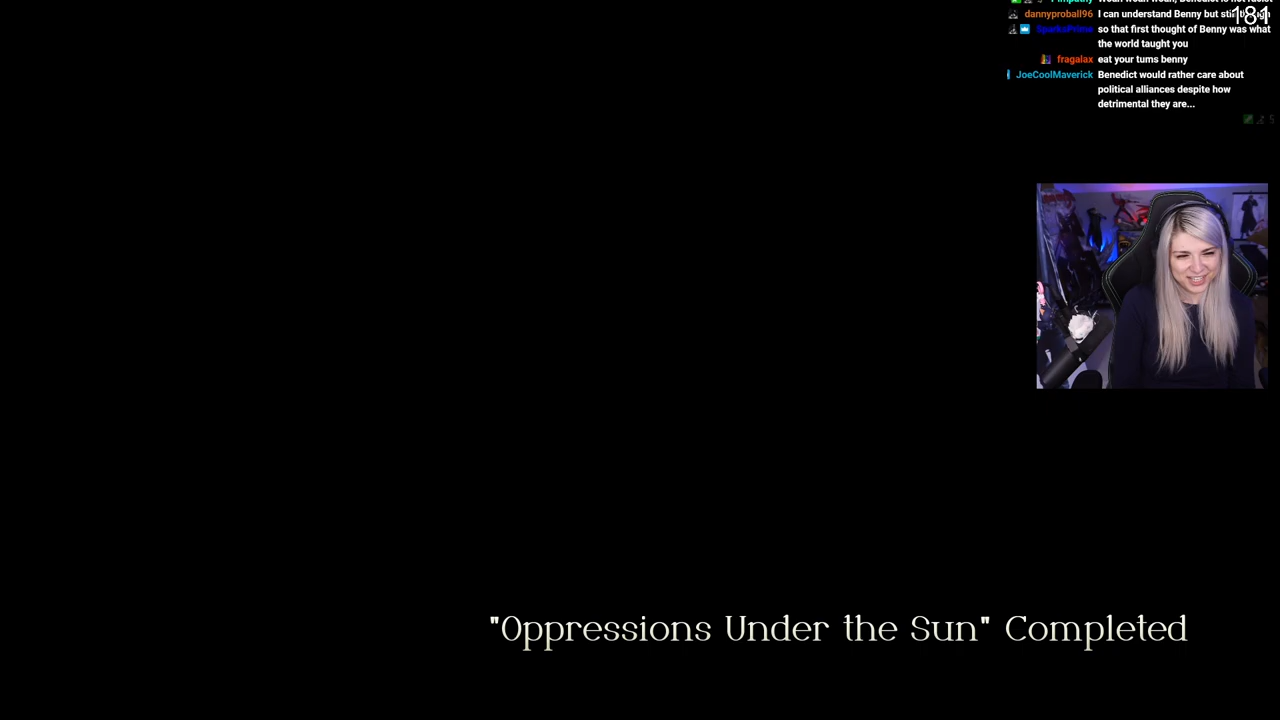 181
dannyproball96 I can understand Benny but still
SparksPrime so that first thought of Benny was what
the world taught you
fragalax eat your tums benny
JoeCoolMaverick Benedict would rather care about
political alliances despite how
detrimental they are...
"Oppressions Under the Sun" Completed